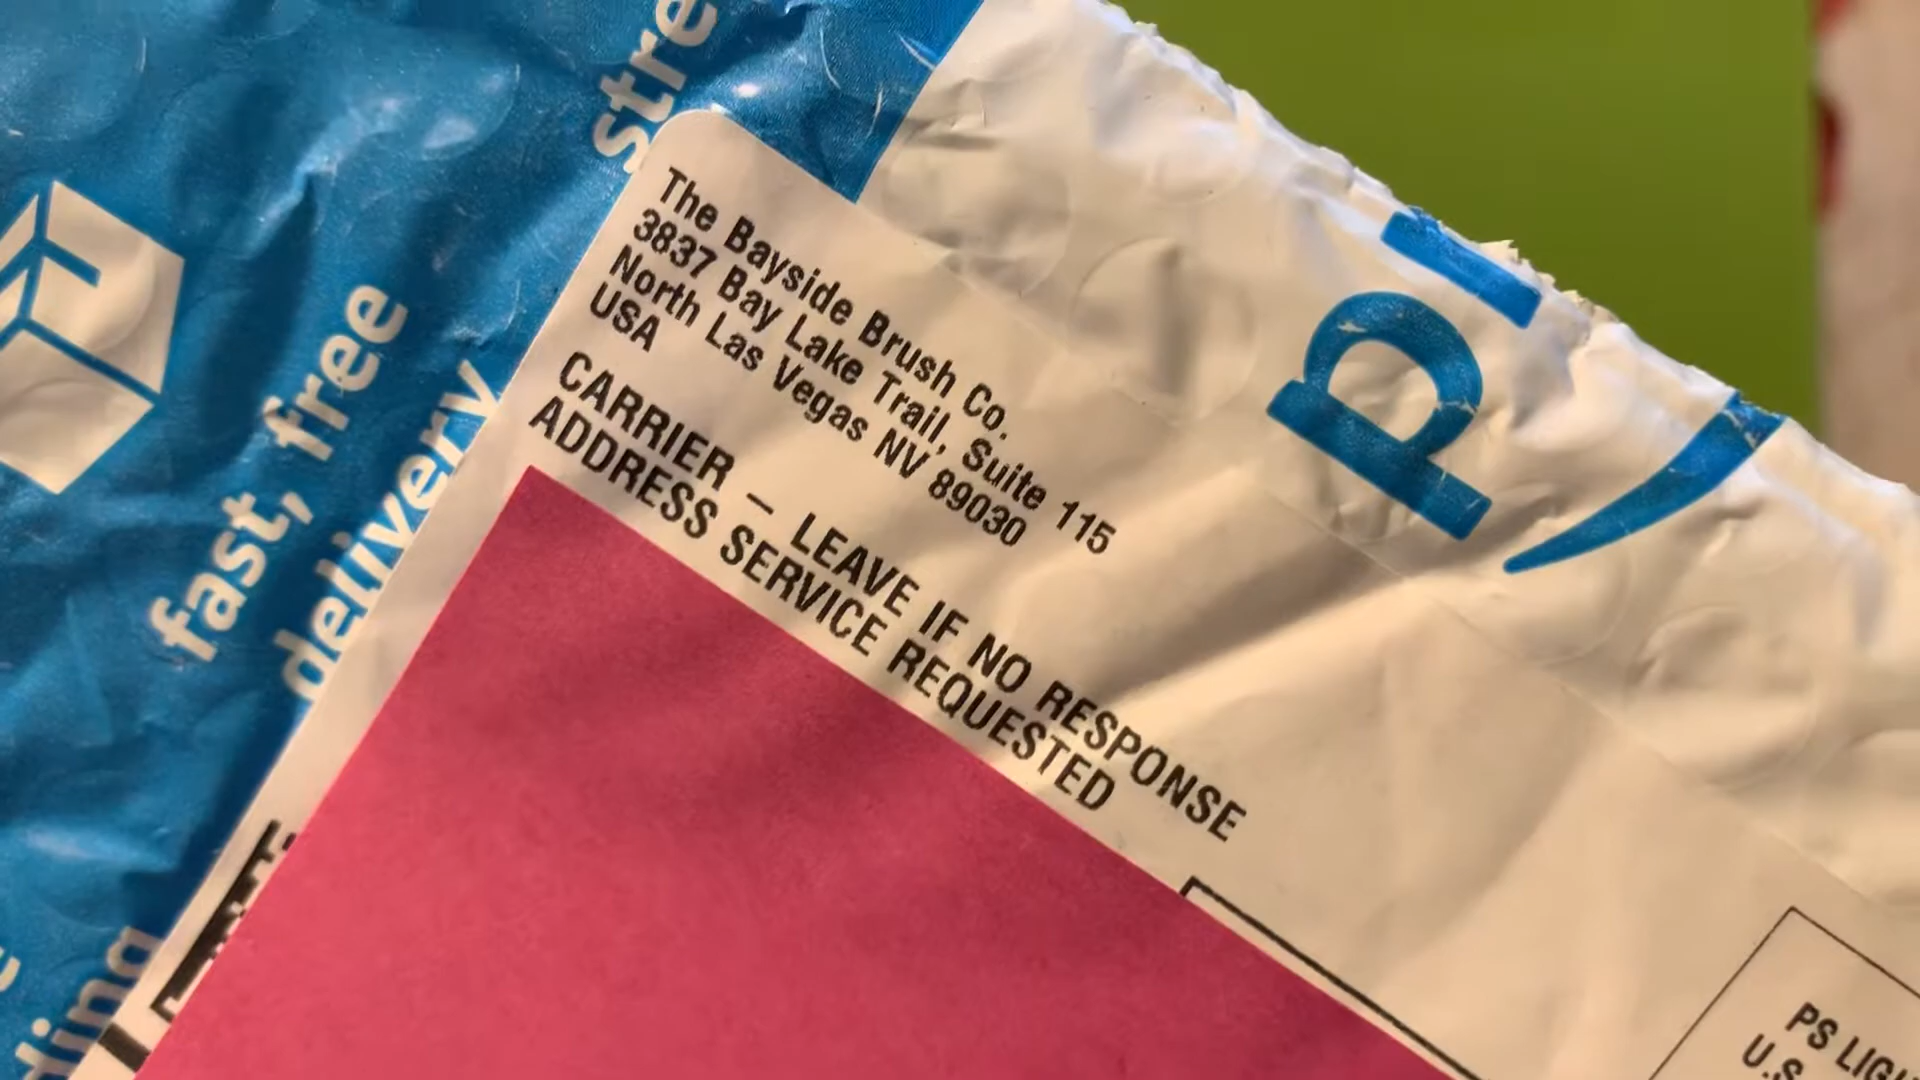 The Bayside Brush Co.
3837 Bay Lake Trail, Suite 115
North Las Vegas NV 89030
USA
CARRIER – LEAVE IF NO RESPONSE
ADDRESS SERVICE REQUESTED
fast, free
delivery
PS
U.S.